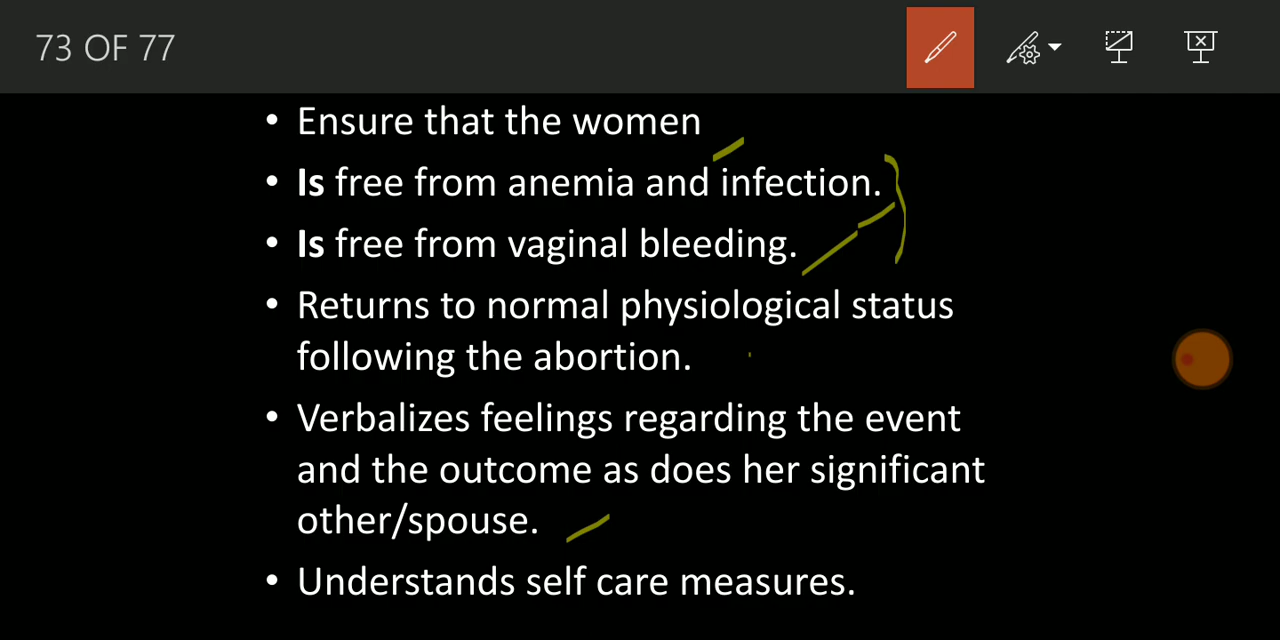 73 OF 77
• Ensure that the women
• Is free from anemia and infection.
• Is free from vaginal bleeding.
• Returns to normal physiological status
following the abortion.
• Verbalizes feelings regarding the event
and the outcome as does her significant
other/spouse.
• Understands self care measures.